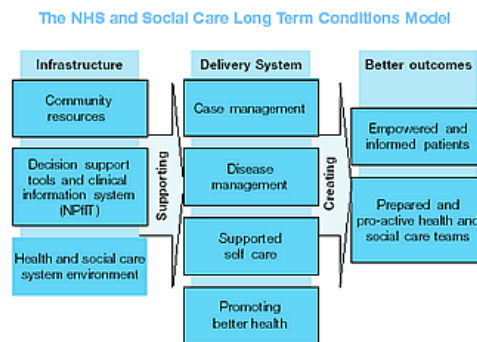 The NHS and Social Care Long Term Conditions Model
Infrastructure
Community
resources
Decision support
tools and clinical
information system
(NPfIT)
Health and social care
system environment
Supporting
Delivery System
Case management
Disease
management
Supported
self care
Promoting
better health
Creating
Better outcomes
Empowered and
informed patients
Prepared and
pro-active health and
social care teams